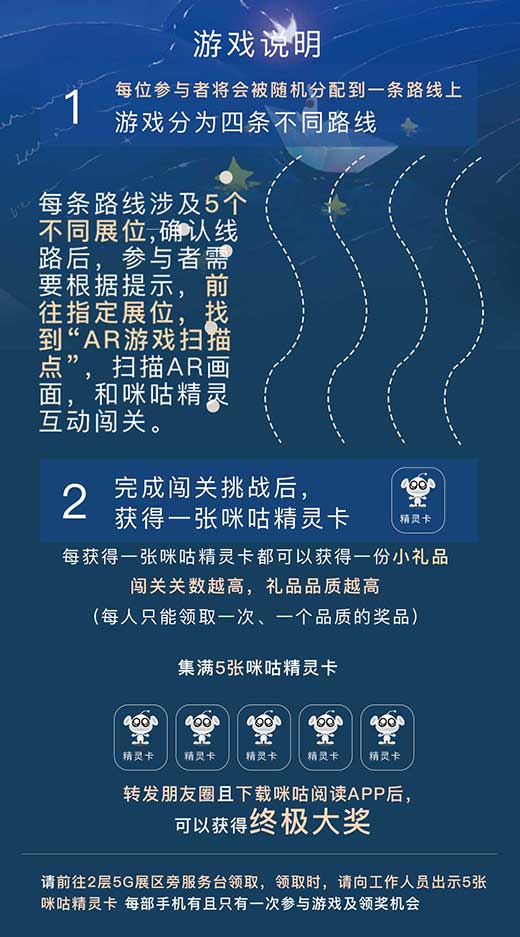 游戏说明
1
每位参与者将会被随机分配到一条路线上
游戏分为四条不同路线
每条路线涉及5个
不同展位,确认线
路后，参与者需
要根据提示，前
往指定展位，找
到“AR游戏扫描
点”，扫描AR画
面，和咪咕精灵
互动闯关。
2
完成闯关挑战后，
获得一张咪咕精灵卡
精灵卡
每获得一张咪咕精灵卡都可以获得一份小礼品
闯关关数越高，礼品品质越高
（每人只能领取一次、一个品质的奖品）
集满5张咪咕精灵卡
精灵卡 精灵卡 精灵卡 精灵卡 精灵卡
转发朋友圈且下载咪咕阅读APP后，
可以获得终极大奖
请前往2层5G展区旁服务台领取，领取时，请向工作人员出示5张
咪咕精灵卡 每部手机有且只有一次参与游戏及领奖机会